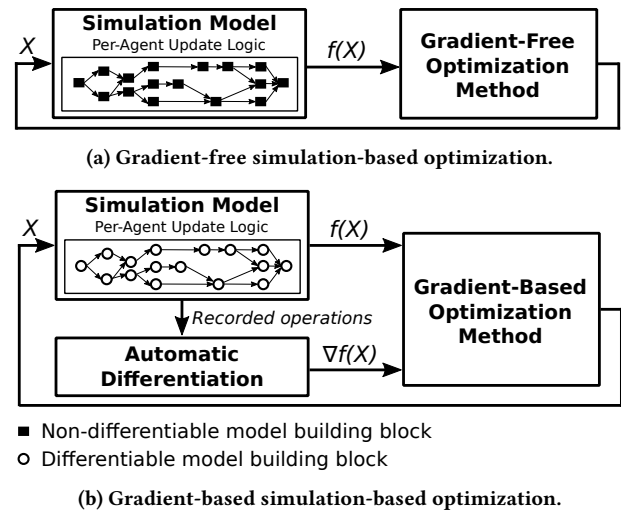 Simulation Model
Per-Agent Update Logic
X
f(X)
Gradient-Free
Optimization
Method
(a) Gradient-free simulation-based optimization.
Simulation Model
Per-Agent Update Logic
X
f(X)
Recorded operations
Automatic
Differentiation
∇f(X)
Gradient-Based
Optimization
Method
Non-differentiable model building block
Differentiable model building block
(b) Gradient-based simulation-based optimization.